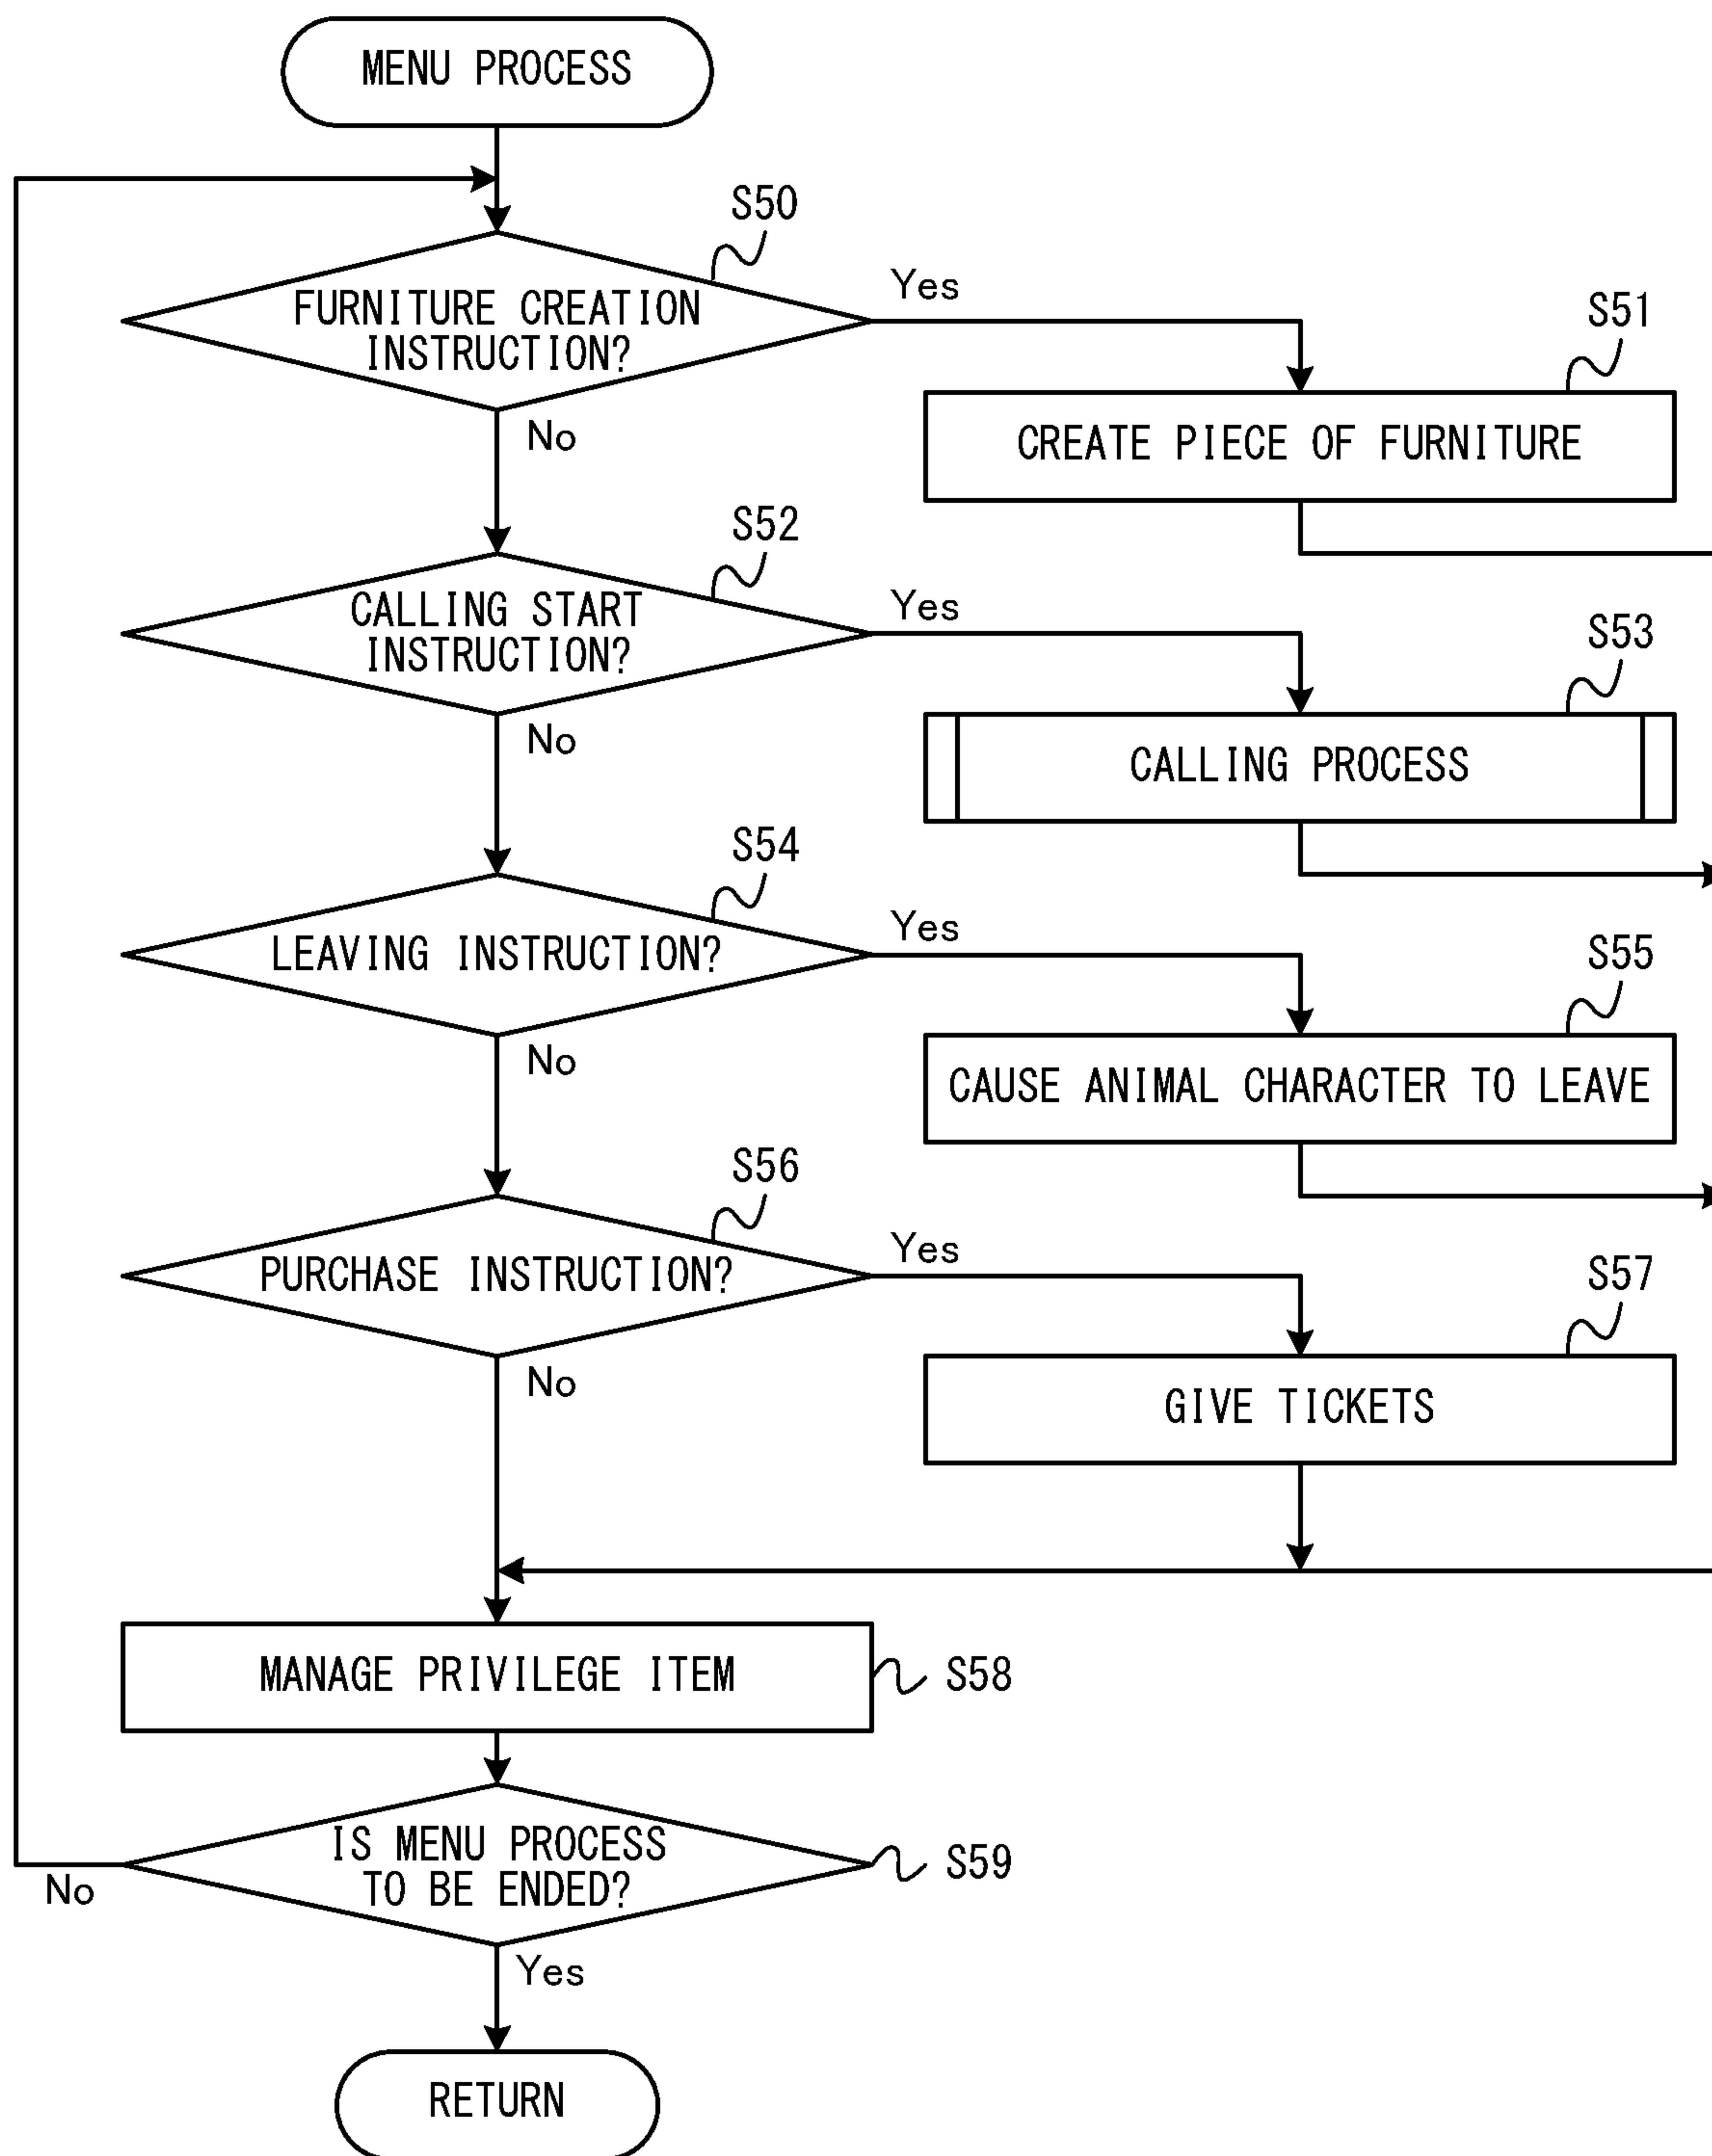 MENU PROCESS
S50
FURNITURE CREATION
INSTRUCTION?
Yes
No
S51
CREATE PIECE OF FURNITURE
S52
CALLING START
INSTRUCTION?
Yes
No
S53
CALLING PROCESS
S54
LEAVING INSTRUCTION?
Yes
No
S55
CAUSE ANIMAL CHARACTER TO LEAVE
S56
PURCHASE INSTRUCTION?
Yes
No
S57
GIVE TICKETS
MANAGE PRIVILEGE ITEM
S58
IS MENU PROCESS
TO BE ENDED?
S59
No
Yes
RETURN